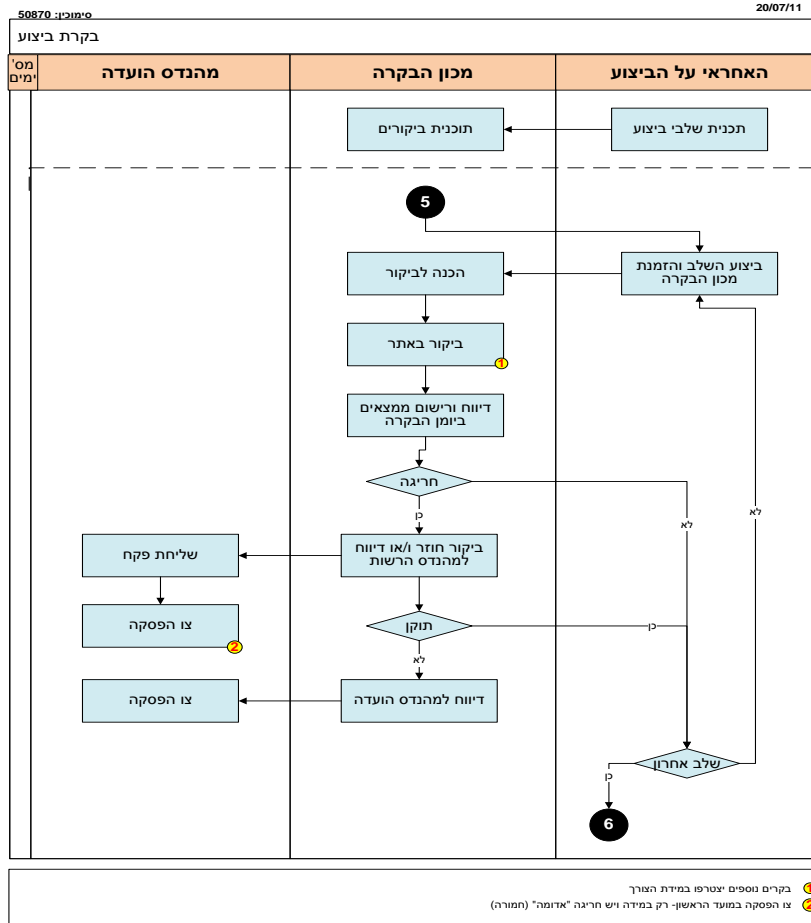 20/07/11
סימוכין: 50870
בקרת ביצוע
האחראי על הביצוע
מכון הבקרה
מהנדס הועדה
מס'
ימים
תכנית שלבי ביצוע
תוכנית ביקורים
5
ביצוע השלב והזמנת
מכון הבקרה
הכנה לביקור
ביקור באתר
1
דיווח ורישום ממצאים
ביומן הבקרה
חריגה
כן
לא
לא
ביקור חוזר ו/או דיווח
למהנדס הרשות
שליחת פקח
תוקן
כן
לא
צו הפסקה
2
דיווח למהנדס הועדה
צו הפסקה
שלב אחרון
כן
6
1 בקרים נוספים יצטרפו במידת הצורך
2 צו הפסקה במועד הראשון- רק במידה ויש חריגה "אדומה" (חמורה)